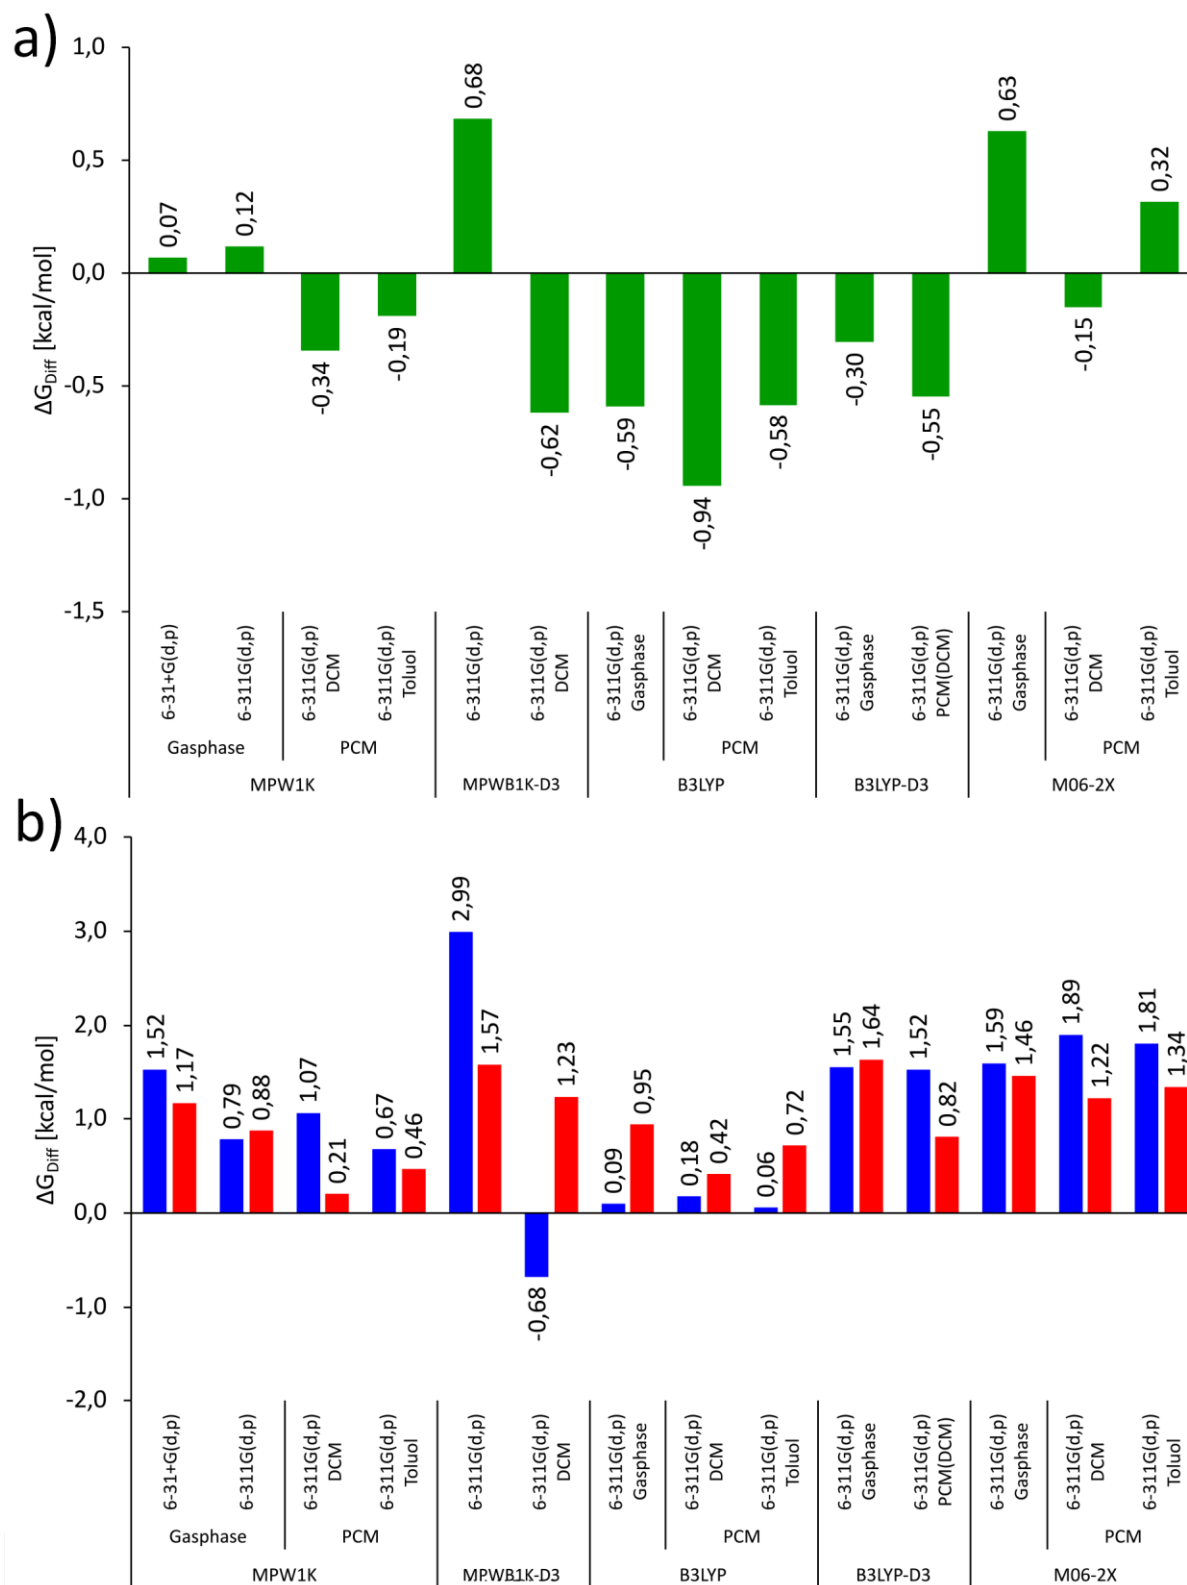 a)
1,0
0,5
0,0
-0,5
-1,0
-1,5
ΔG_Diff [kcal/mol]
0,07
0,12
-0,34
-0,19
0,68
-0,62
-0,59
-0,94
-0,58
-0,30
-0,55
0,63
-0,15
0,32
6-31+G(d,p)
6-311G(d,p)
6-311G(d,p)
DCM
6-311G(d,p)
Toluol
6-311G(d,p)
6-311G(d,p)
DCM
6-311G(d,p)
Gasphase
6-311G(d,p)
DCM
6-311G(d,p)
Toluol
6-311G(d,p)
Gasphase
6-311G(d,p)
PCM(DCM)
6-311G(d,p)
Gasphase
6-311G(d,p)
DCM
6-311G(d,p)
Toluol
Gasphase PCM PCM PCM
MPW1K MPWB1K-D3 B3LYP B3LYP-D3 M06-2X
b)
4,0
3,0
2,0
1,0
0,0
-1,0
-2,0
ΔG_Diff [kcal/mol]
1,52
1,17
0,79
0,88
1,07
0,21
0,67
0,46
2,99
1,57
-0,68
1,23
0,09
0,95
0,18
0,42
0,06
0,72
1,55
1,64
1,52
0,82
1,59
1,46
1,89
1,22
1,81
1,34
6-31+G(d,p)
6-311G(d,p)
6-311G(d,p)
DCM
6-311G(d,p)
Toluol
6-311G(d,p)
6-311G(d,p)
DCM
6-311G(d,p)
Gasphase
6-311G(d,p)
DCM
6-311G(d,p)
Toluol
6-311G(d,p)
Gasphase
6-311G(d,p)
PCM(DCM)
6-311G(d,p)
Gasphase
6-311G(d,p)
DCM
6-311G(d,p)
Toluol
Gasphase PCM PCM PCM
MPW1K MPWB1K-D3 B3LYP B3LYP-D3 M06-2X